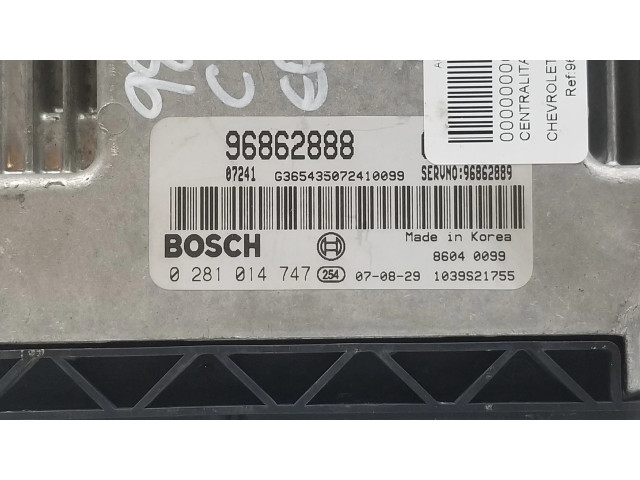 96862888
07241 G365435072410099 SERVNO:96862889
BOSCH
Made in Korea
8604 0099
0 281 014 747 254 07-08-29 1039S21755
CENTRALITA
CHEVROLET